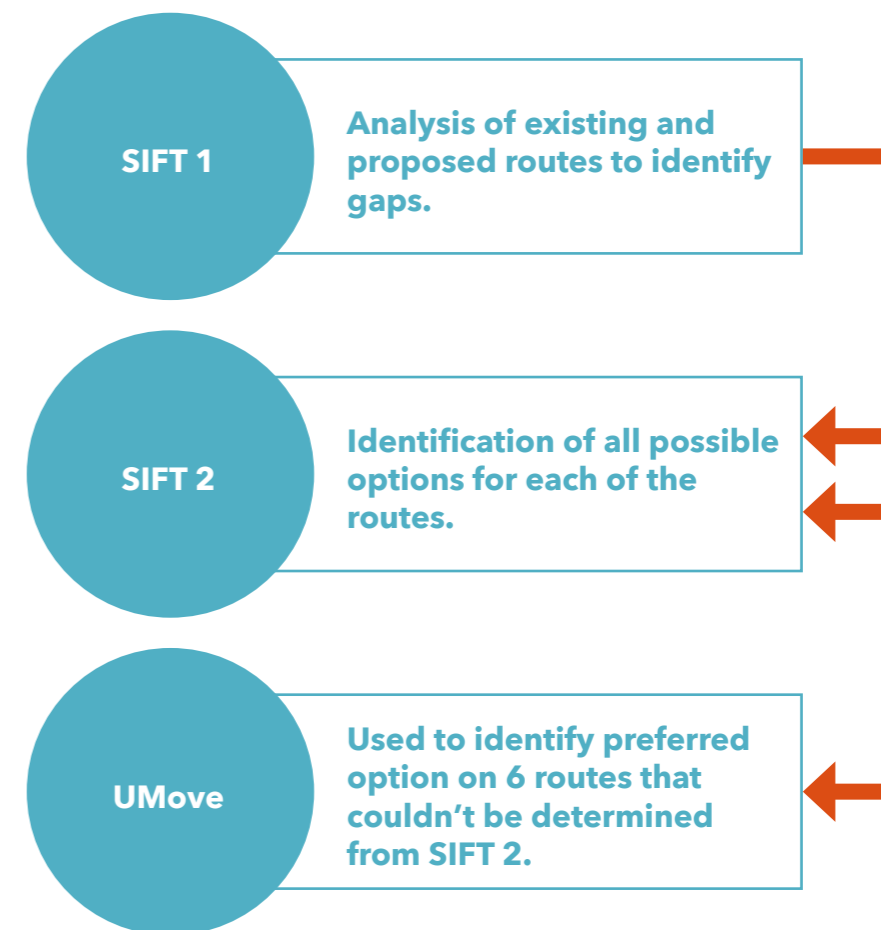 SIFT 1
Analysis of existing and
proposed routes to identify
gaps.
SIFT 2
Identification of all possible
options for each of the
routes.
UMove
Used to identify preferred
option on 6 routes that
couldn’t be determined
from SIFT 2.